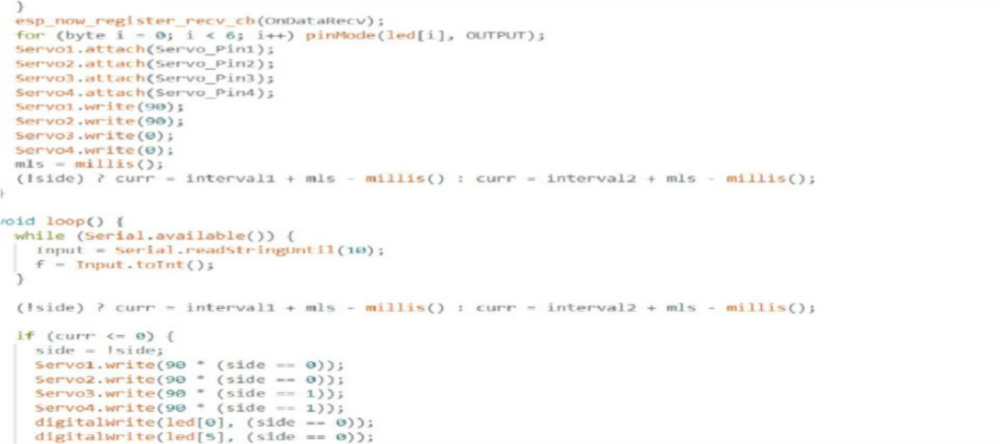 }
esp_now_register_recv_cb(OnDataRecv);
for (byte i = 0; i < 6; i++) pinMode(led[i], OUTPUT);
Servo1.attach(Servo_Pin1);
Servo2.attach(Servo_Pin2);
Servo3.attach(Servo_Pin3);
Servo4.attach(Servo_Pin4);
Servo1.write(90);
Servo2.write(90);
Servo3.write(0);
Servo4.write(0);
mls = millis();
(!side) ? curr = interval1 + mls - millis() : curr = interval2 + mls - millis();
}
void loop() {
while (Serial.available()) {
Input = Serial.readStringUntil(10);
f = Input.toInt();
}
(!side) ? curr = interval1 + mls - millis() : curr = interval2 + mls - millis();
if (curr <= 0) {
side = !side;
Servo1.write(90 * (side == 0));
Servo2.write(90 * (side == 0));
Servo3.write(90 * (side == 1));
Servo4.write(90 * (side == 1));
digitalWrite(led[0], (side == 0));
digitalWrite(led[5], (side == 0));